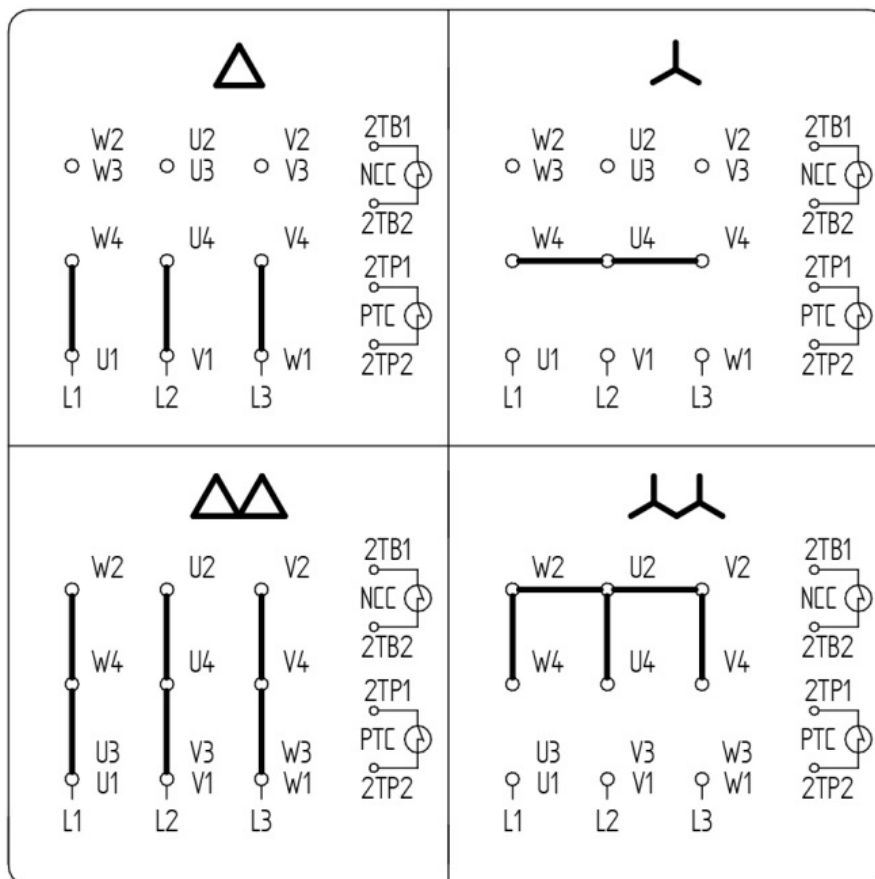 W2 U2 V2 2TB1
W3 U3 V3 NCC
2TB2
W4 U4 V4
2TP1
PTC
U1 V1 W1 2TP2
L1 L2 L3
W2 U2 V2 2TB1
W3 U3 V3 NCC
2TB2
W4 U4 V4
2TP1
PTC
U1 V1 W1 2TP2
L1 L2 L3
2TB1
W2 U2 V2
NCC
2TB2
W4 U4 V4
2TP1
PTC
U3 V3 W3
U1 V1 W1 2TP2
L1 L2 L3
2TB1
W2 U2 V2
NCC
2TB2
W4 U4 V4
2TP1
PTC
U3 V3 W3
U1 V1 W1 2TP2
L1 L2 L3